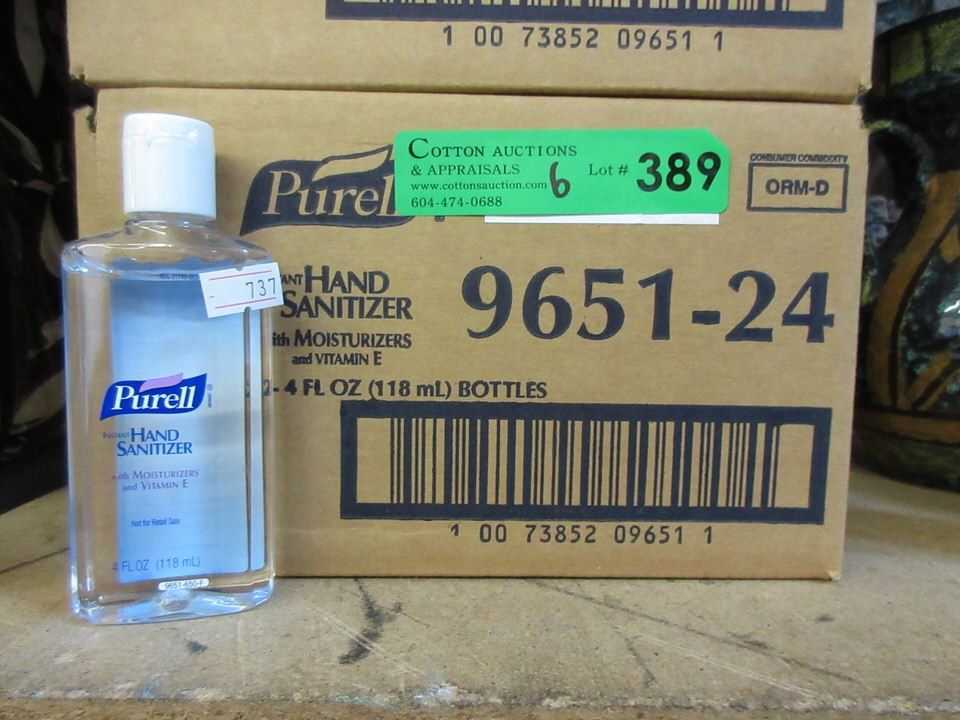 1 00 73852 09651 1
COTTON AUCTIONS
& APPRAISALS
www.cottonsauction.com
604-474-0688
6
Lot # 389
CONSUMER COMMODITY
ORM-D
Purell
HAND
SANITIZER
with MOISTURIZERS
and VITAMIN E
9651-24
4 FL OZ (118 mL) BOTTLES
1 00 73852 09651 1
- 737
Purell
INSTANT HAND
SANITIZER
with MOISTURIZERS
and VITAMIN E
Not for Retail Sale
4 FL OZ (118 mL)
9651-650-F